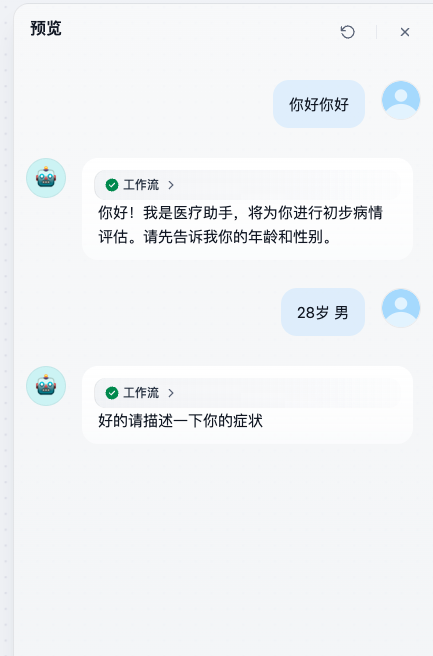 预览
你好你好
工作流
你好！我是医疗助手，将为你进行初步病情
评估。请先告诉我你的年龄和性别。
28岁 男
工作流
好的请描述一下你的症状